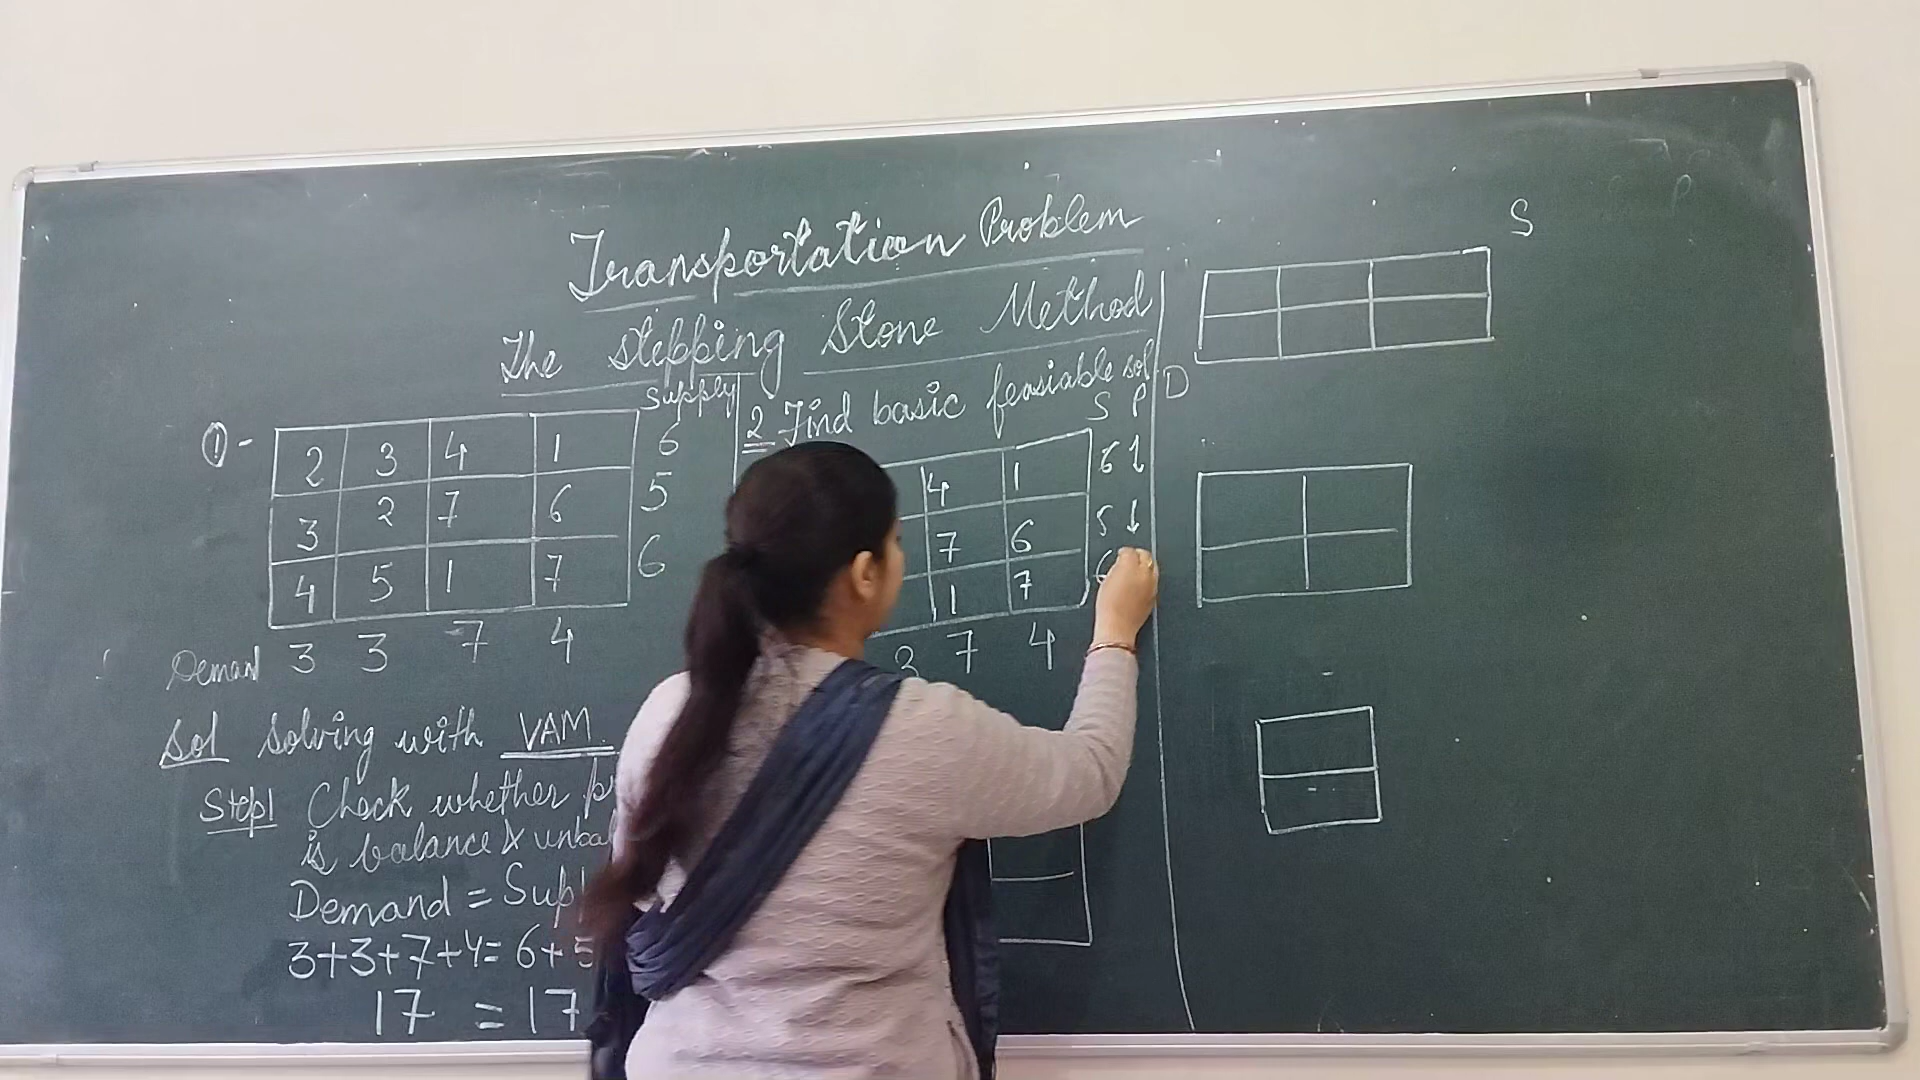 Transportation Problem
The Stepping Stone Method
Supply
①- 2 3 4 1 6
3 2 7 6 5
4 5 1 7 6
Demand 3 3 7 4
Sol Solving with VAM
Step1 Check whether
is balance &
Demand =
3+3+7+4= 6+5
17 = 17
2 Find basic feasiable sol
S P
4 1 6 1
7 6 5
1 7
3 7 4
D
S
P